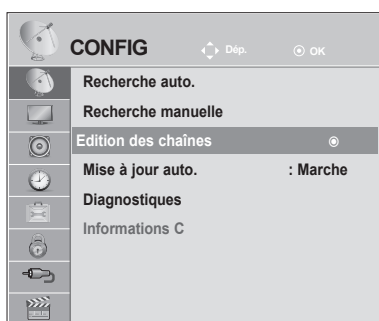 CONFIG Dép. OK
Recherche auto.
Recherche manuelle
Edition des chaînes
Mise à jour auto. : Marche
Diagnostiques
Informations C